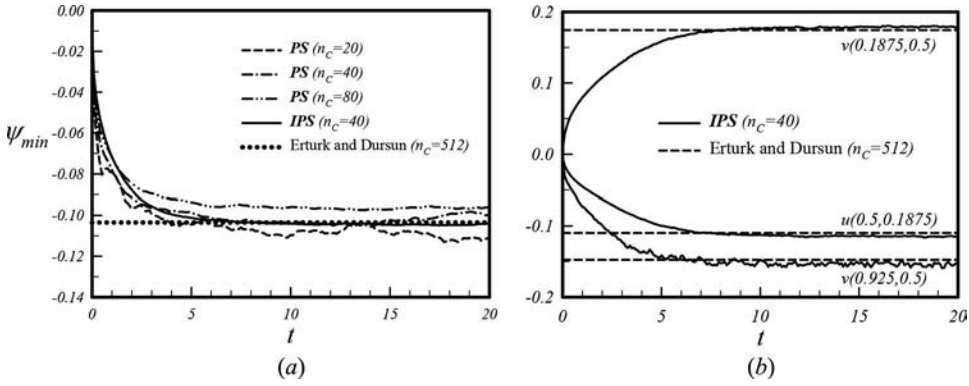 (a)
0.00
-0.02
-0.04
-0.06
-0.08
-0.10
-0.12
-0.14
ψmin
PS (nC=20)
PS (nC=40)
PS (nC=80)
IPS (nC=40)
Erturk and Dursun (nC=512)
0 5 10 15 20
t
(a)
(b)
0.2
0.1
0.0
-0.1
-0.2
v(0.1875,0.5)
IPS (nC=40)
Erturk and Dursun (nC=512)
u(0.5,0.1875)
v(0.925,0.5)
0 5 10 15 20
t
(b)